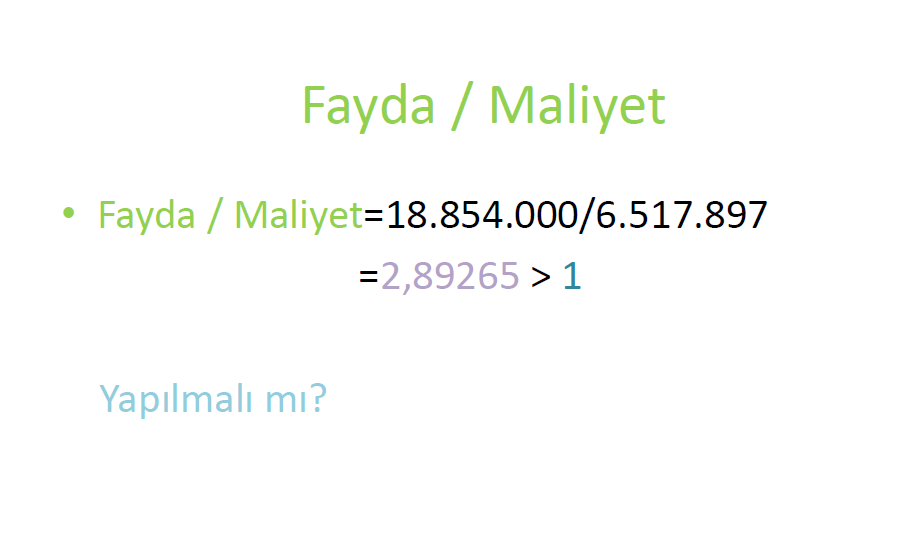 Fayda / Maliyet
• Fayda / Maliyet=18.854.000/6.517.897
=2,89265 > 1
Yapılmalı mı?